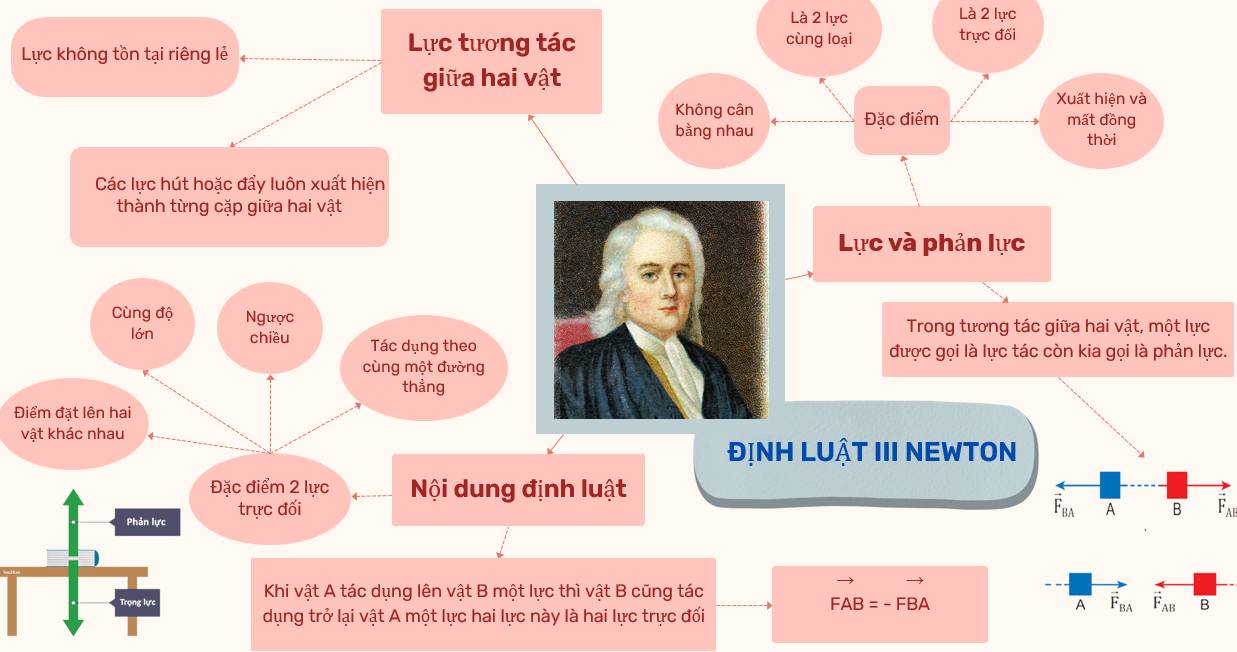 Lực tương tác
giữa hai vật
Lực không tồn tại riêng lẻ
Các lực hút hoặc đẩy luôn xuất hiện
thành từng cặp giữa hai vật
Là 2 lực
cùng loại
Là 2 lực
trực đối
Không cân
bằng nhau
Đặc điểm
Xuất hiện và
mất đồng
thời
Lực và phản lực
Trong tương tác giữa hai vật, một lực
được gọi là lực tác còn kia gọi là phản lực.
ĐỊNH LUẬT III NEWTON
Cùng độ
lớn
Ngược
chiều
Tác dụng theo
cùng một đường
thẳng
Điểm đặt lên hai
vật khác nhau
Đặc điểm 2 lực
trực đối
Nội dung định luật
Khi vật A tác dụng lên vật B một lực thì vật B cũng tác
dụng trở lại vật A một lực hai lực này là hai lực trực đối
→ →
FAB = - FBA
Phản lực
Trọng lực
F⃗BA A B F⃗AB
A F⃗BA F⃗AB B